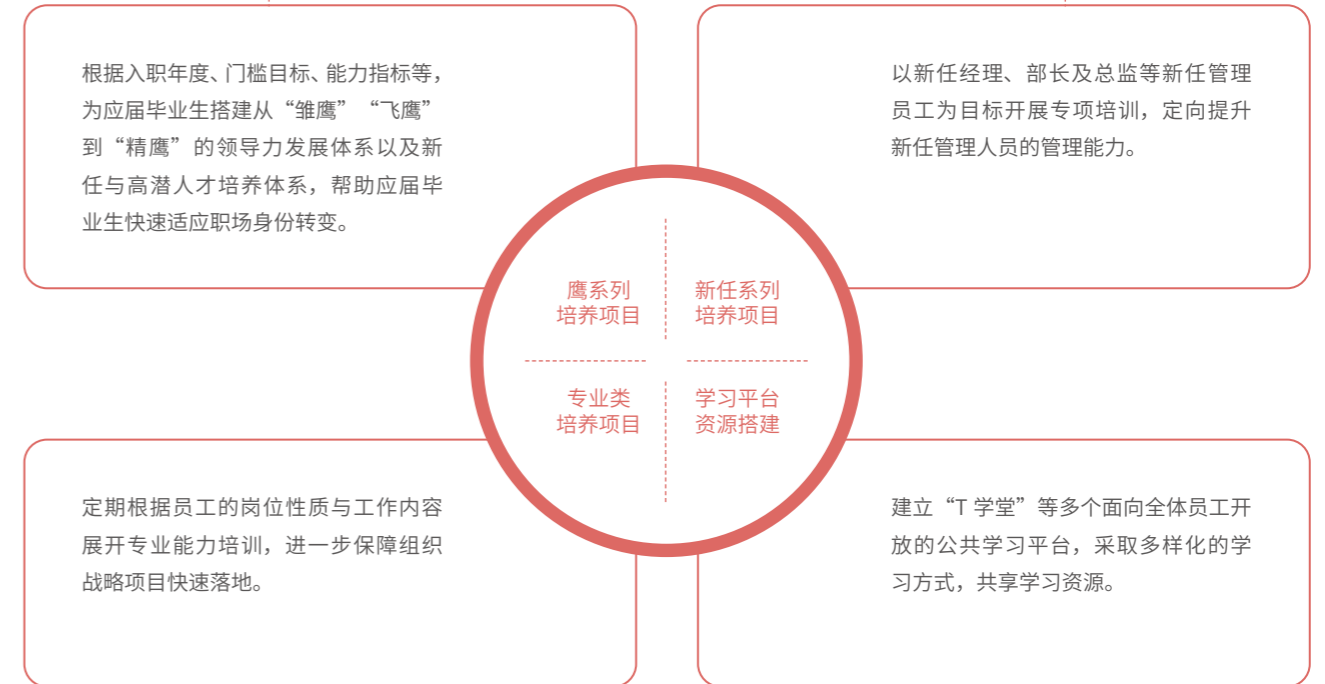 根据入职年度、门槛目标、能力指标等，
为应届毕业生搭建从“雏鹰”“飞鹰”
到“精鹰”的领导力发展体系以及新
任与高潜人才培养体系，帮助应届毕
业生快速适应职场身份转变。
以新任经理、部长及总监等新任管理
员工为目标开展专项培训，定向提升
新任管理人员的管理能力。
鹰系列
培养项目
新任系列
培养项目
专业类
培养项目
学习平台
资源搭建
定期根据员工的岗位性质与工作内容
展开专业能力培训，进一步保障组织
战略项目快速落地。
建立“T 学堂”等多个面向全体员工开
放的公共学习平台，采取多样化的学
习方式，共享学习资源。